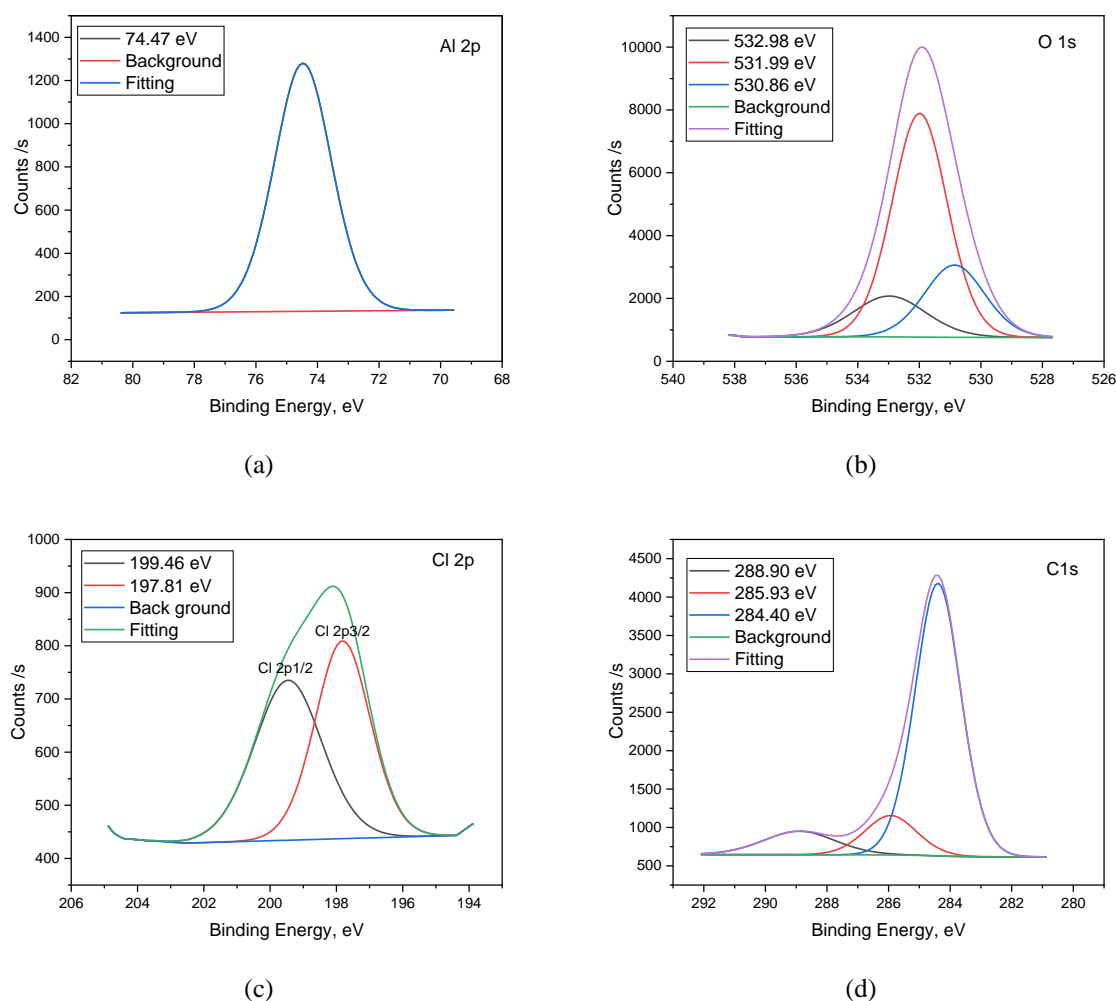 74.47 eV
Background
Fitting
Al 2p
1400
1200
1000
800
600
400
200
0
Counts /s
82 80 78 76 74 72 70 68
Binding Energy, eV
(a)
532.98 eV
531.99 eV
530.86 eV
Background
Fitting
O 1s
10000
8000
6000
4000
2000
0
Counts /s
540 538 536 534 532 530 528 526
Binding Energy, eV
(b)
199.46 eV
197.81 eV
Back ground
Fitting
Cl 2p
Cl 2p3/2
Cl 2p1/2
1000
900
800
700
600
500
400
Counts /s
206 204 202 200 198 196 194
Binding Energy, eV
(c)
288.90 eV
285.93 eV
284.40 eV
Background
Fitting
C1s
4500
4000
3500
3000
2500
2000
1500
1000
500
Counts /s
292 290 288 286 284 282 280
Binding Energy, eV
(d)